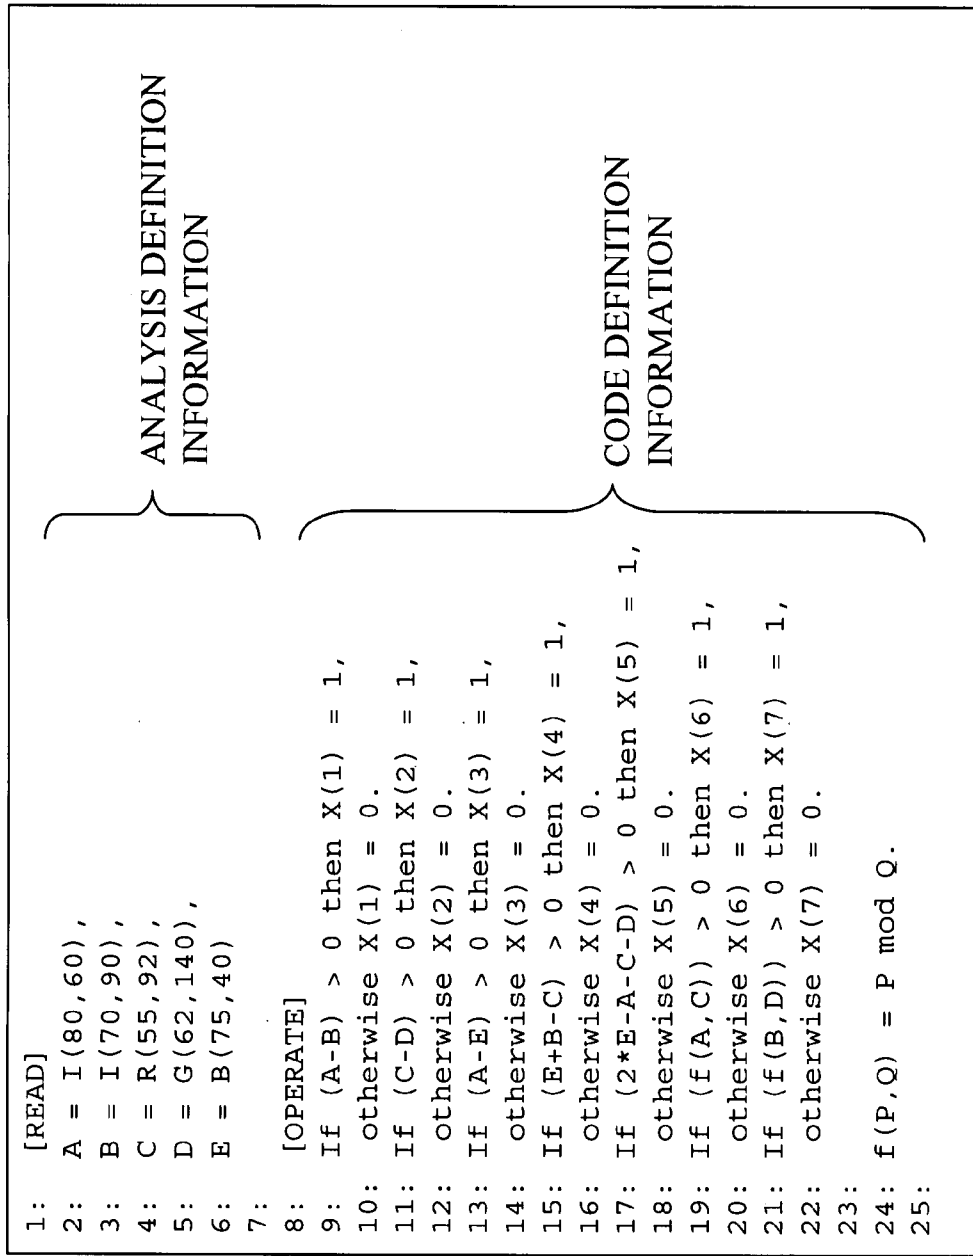 1: [READ]
2: A = I(80,60),
3: B = I(70,90),
4: C = R(55,92),
5: D = G(62,140),
6: E = B(75,40)
7:
8: [OPERATE]
9: If (A-B) > 0 then X(1) = 1,
10: otherwise X(1) = 0.
11: If (C-D) > 0 then X(2) = 1,
12: otherwise X(2) = 0.
13: If (A-E) > 0 then X(3) = 1,
14: otherwise X(3) = 0.
15: If (E+B-C) > 0 then X(4) = 1,
16: otherwise X(4) = 0.
17: If (2*E-A-C-D) > 0 then X(5) = 1,
18: otherwise X(5) = 0.
19: If (f(A,C)) > 0 then X(6) = 1,
20: otherwise X(6) = 0.
21: If (f(B,D)) > 0 then X(7) = 1,
22: otherwise X(7) = 0.
23:
24: f(P,Q) = P mod Q.
25:
ANALYSIS DEFINITION
INFORMATION
CODE DEFINITION
INFORMATION